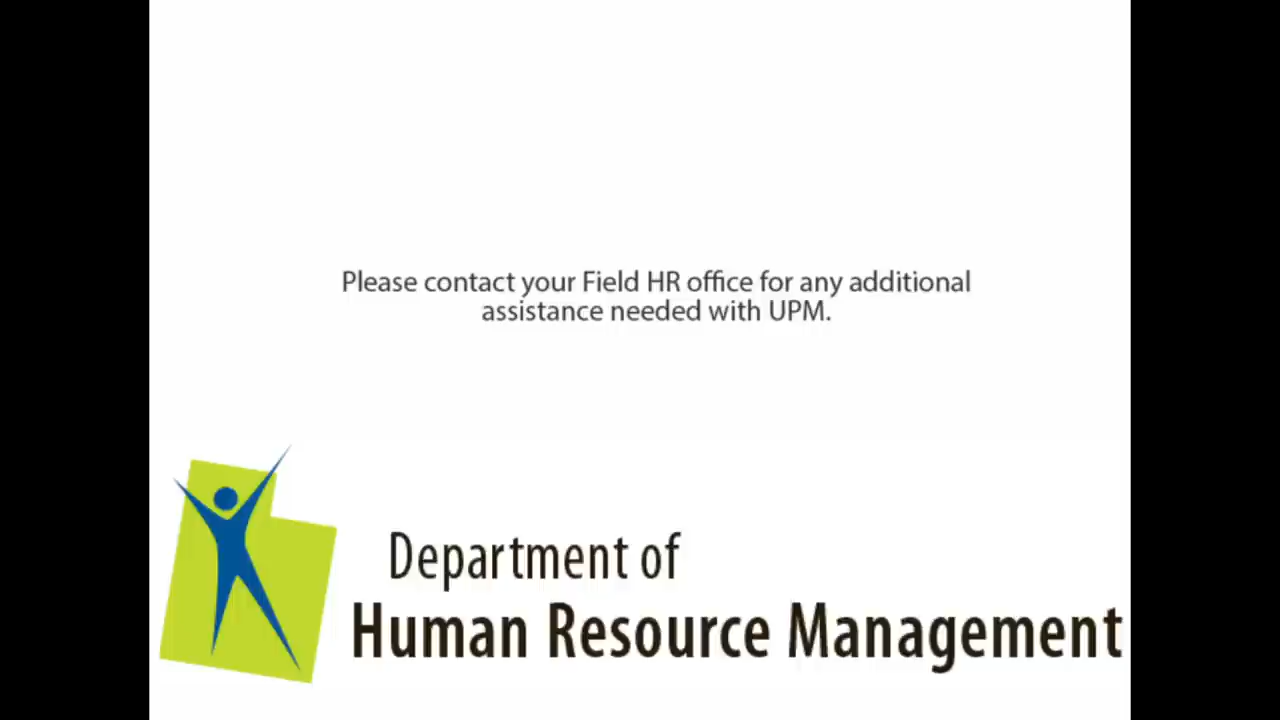 Please contact your Field HR office for any additional
assistance needed with UPM.
Department of
Human Resource Management